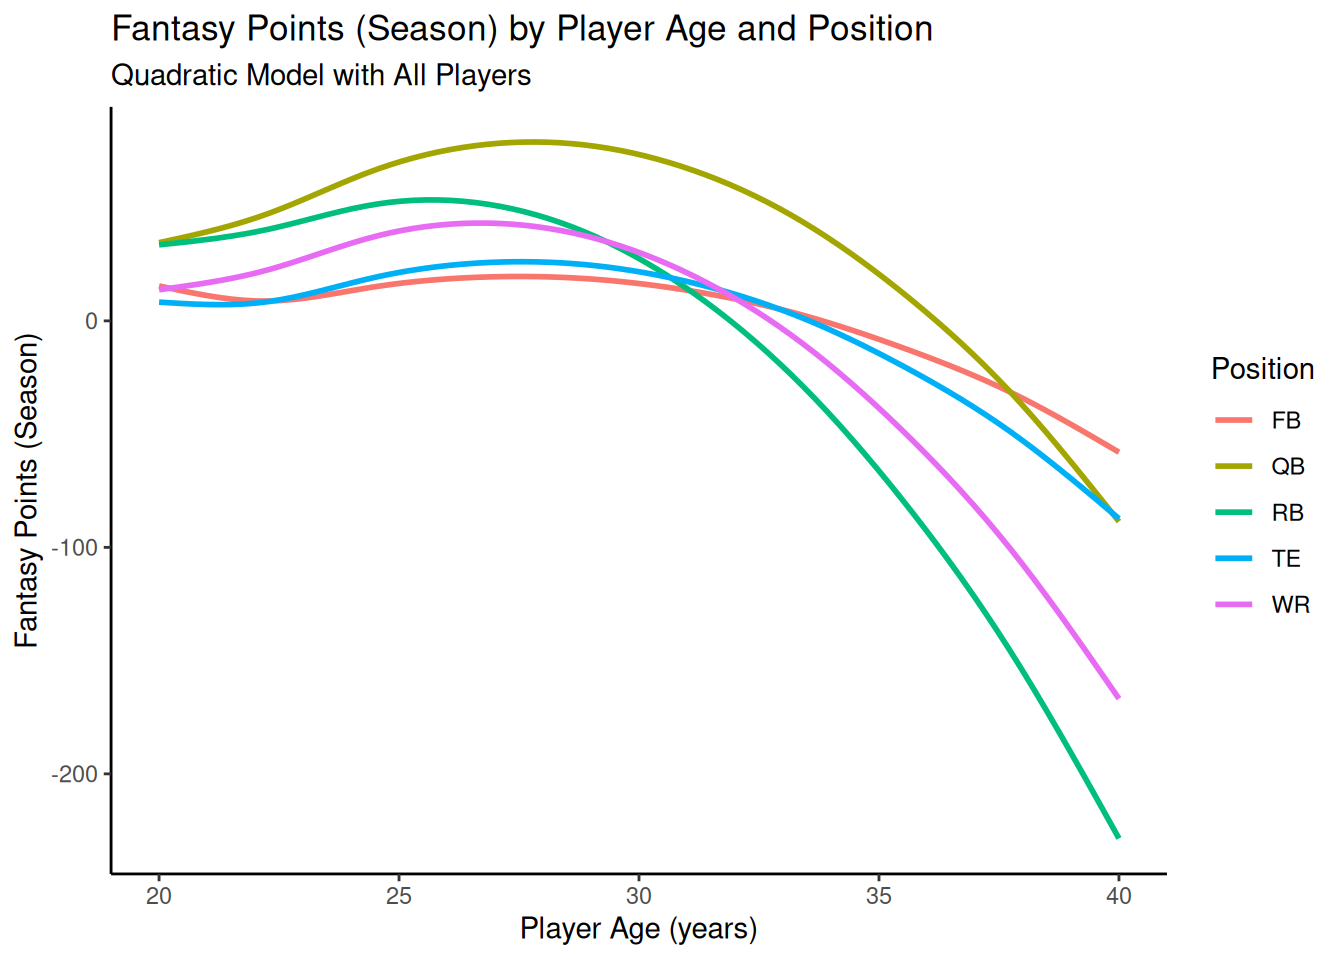 Fantasy Points (Season) by Player Age and Position
Quadratic Model with All Players
Fantasy Points (Season)
0
-100
-200
20
25
30
35
40
Player Age (years)
Position
FB
QB
RB
TE
WR